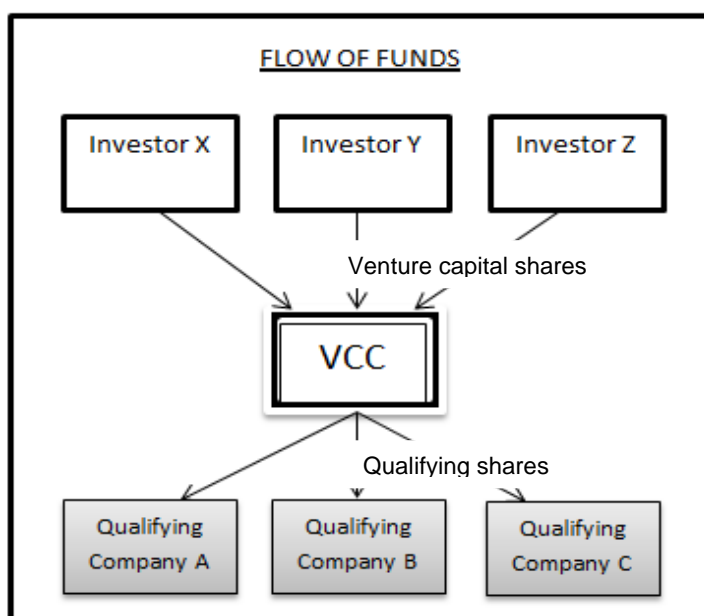 FLOW OF FUNDS
Investor X
Investor Y
Investor Z
Venture capital shares
VCC
Qualifying shares
Qualifying
Company A
Qualifying
Company B
Qualifying
Company C